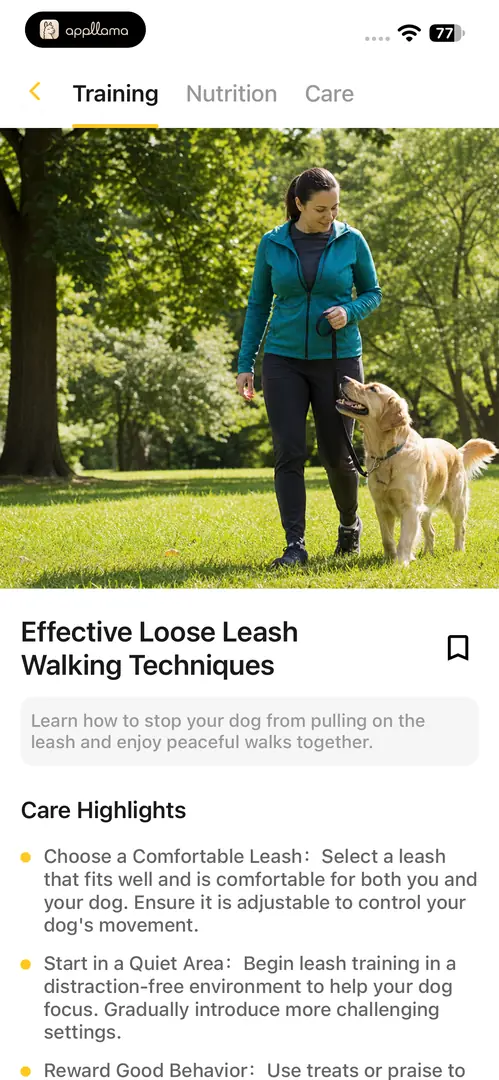 appllama
77
Training Nutrition Care
Effective Loose Leash
Walking Techniques
Learn how to stop your dog from pulling on the
leash and enjoy peaceful walks together.
Care Highlights
Choose a Comfortable Leash： Select a leash
that fits well and is comfortable for both you and
your dog. Ensure it is adjustable to control your
dog's movement.
Start in a Quiet Area： Begin leash training in a
distraction-free environment to help your dog
focus. Gradually introduce more challenging
settings.
Reward Good Behavior： Use treats or praise to